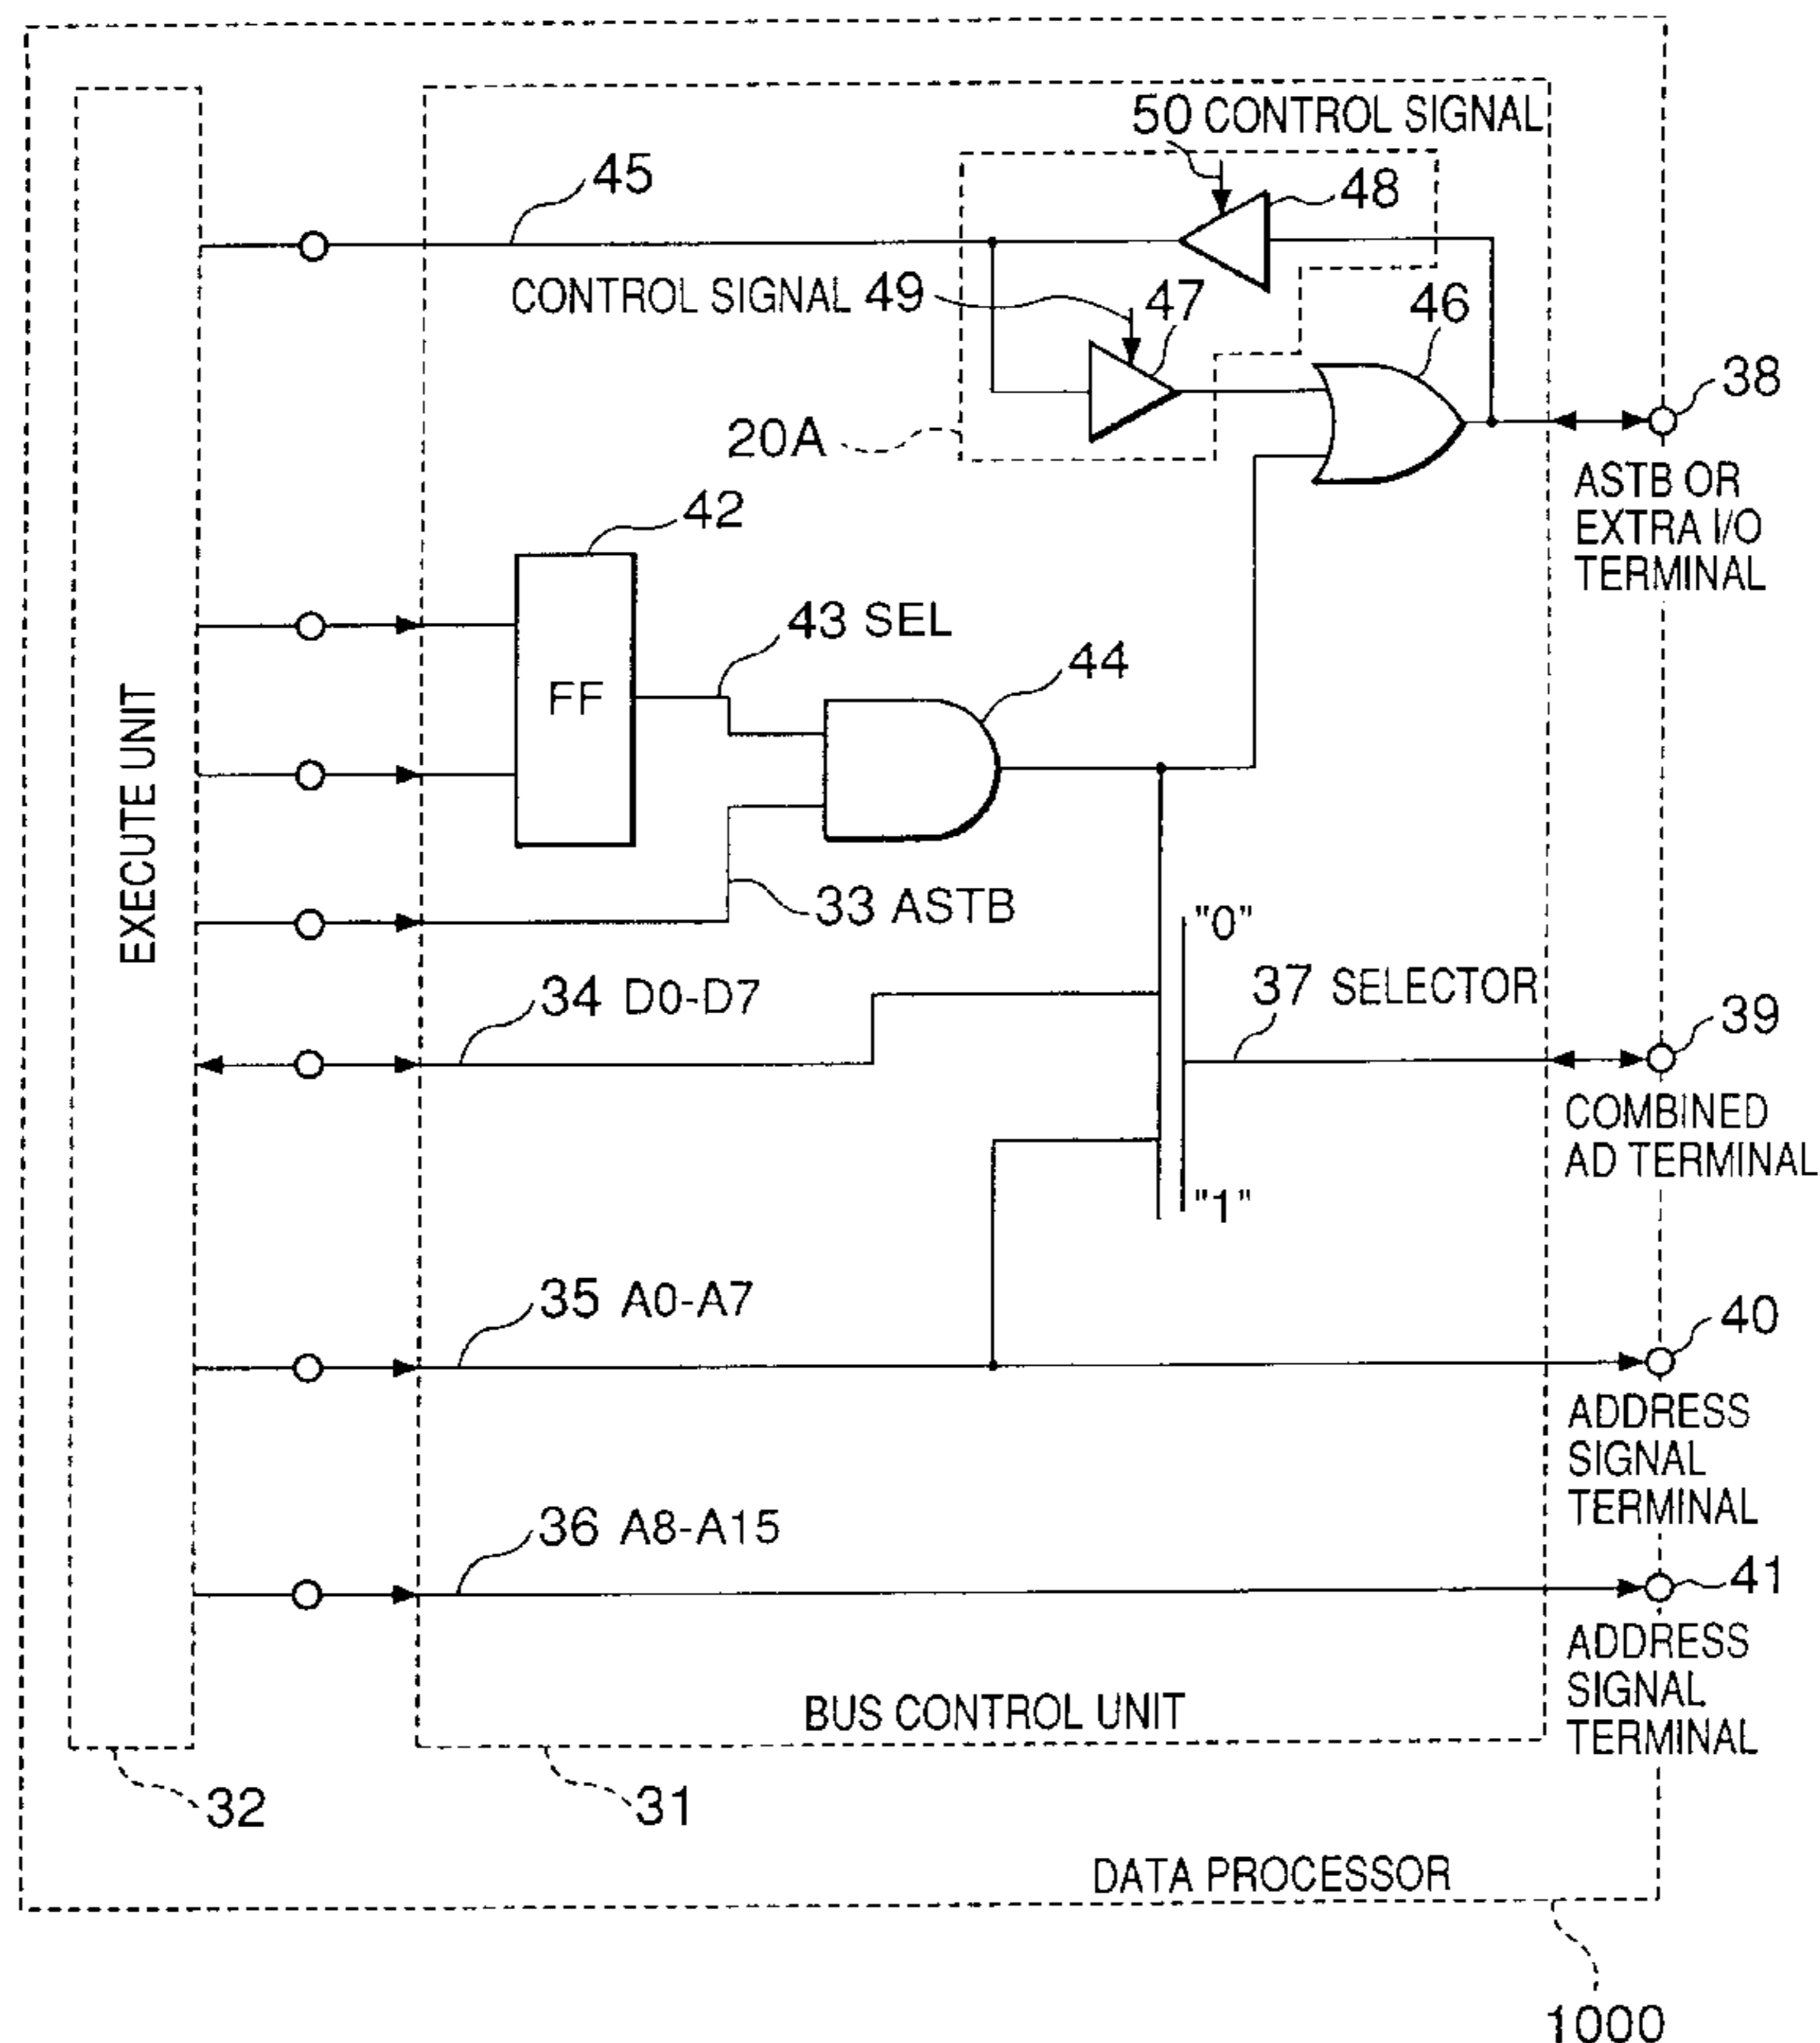 50 CONTROL SIGNAL
45
48
CONTROL SIGNAL 49
47
46
38
20A
ASTB OR
EXTRA I/O
TERMINAL
42
43 SEL
44
FF
EXECUTE UNIT
33 ASTB
"0"
34 D0-D7
37 SELECTOR
39
COMBINED
AD TERMINAL
"1"
35 A0-A7
40
ADDRESS
SIGNAL
TERMINAL
36 A8-A15
41
ADDRESS
SIGNAL
TERMINAL
BUS CONTROL UNIT
32
31
DATA PROCESSOR
1000